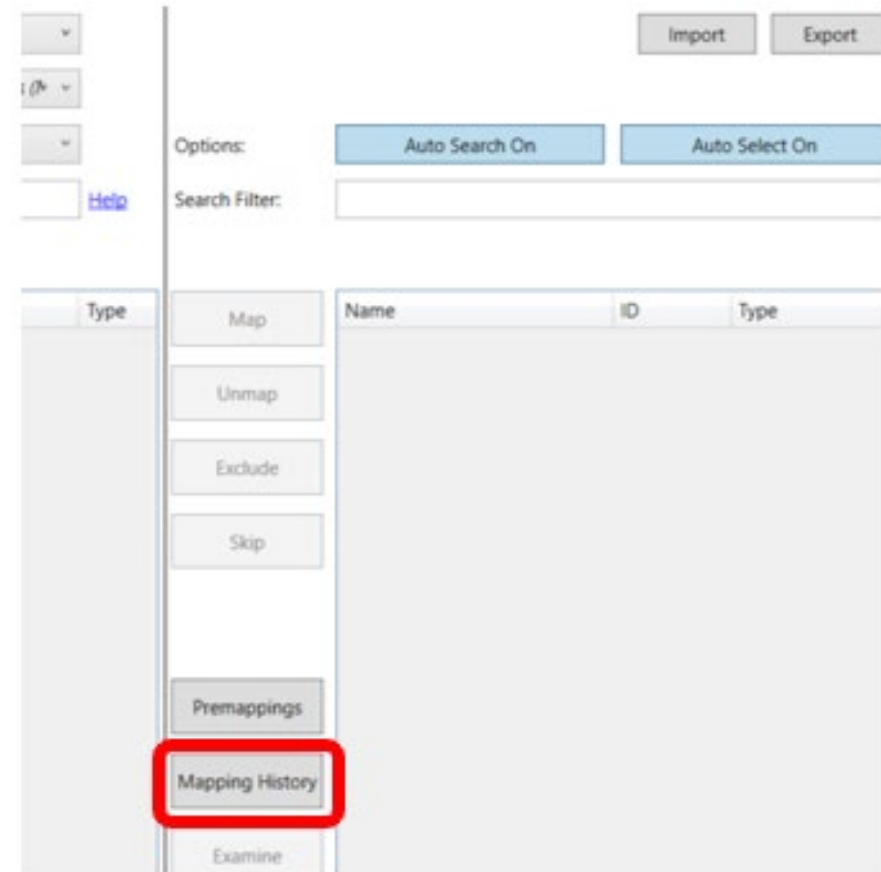 Import Export
Options: Auto Search On Auto Select On
Help Search Filter:
Type Map Name ID Type
Unmap
Exclude
Skip
Premappings
Mapping History
Examine